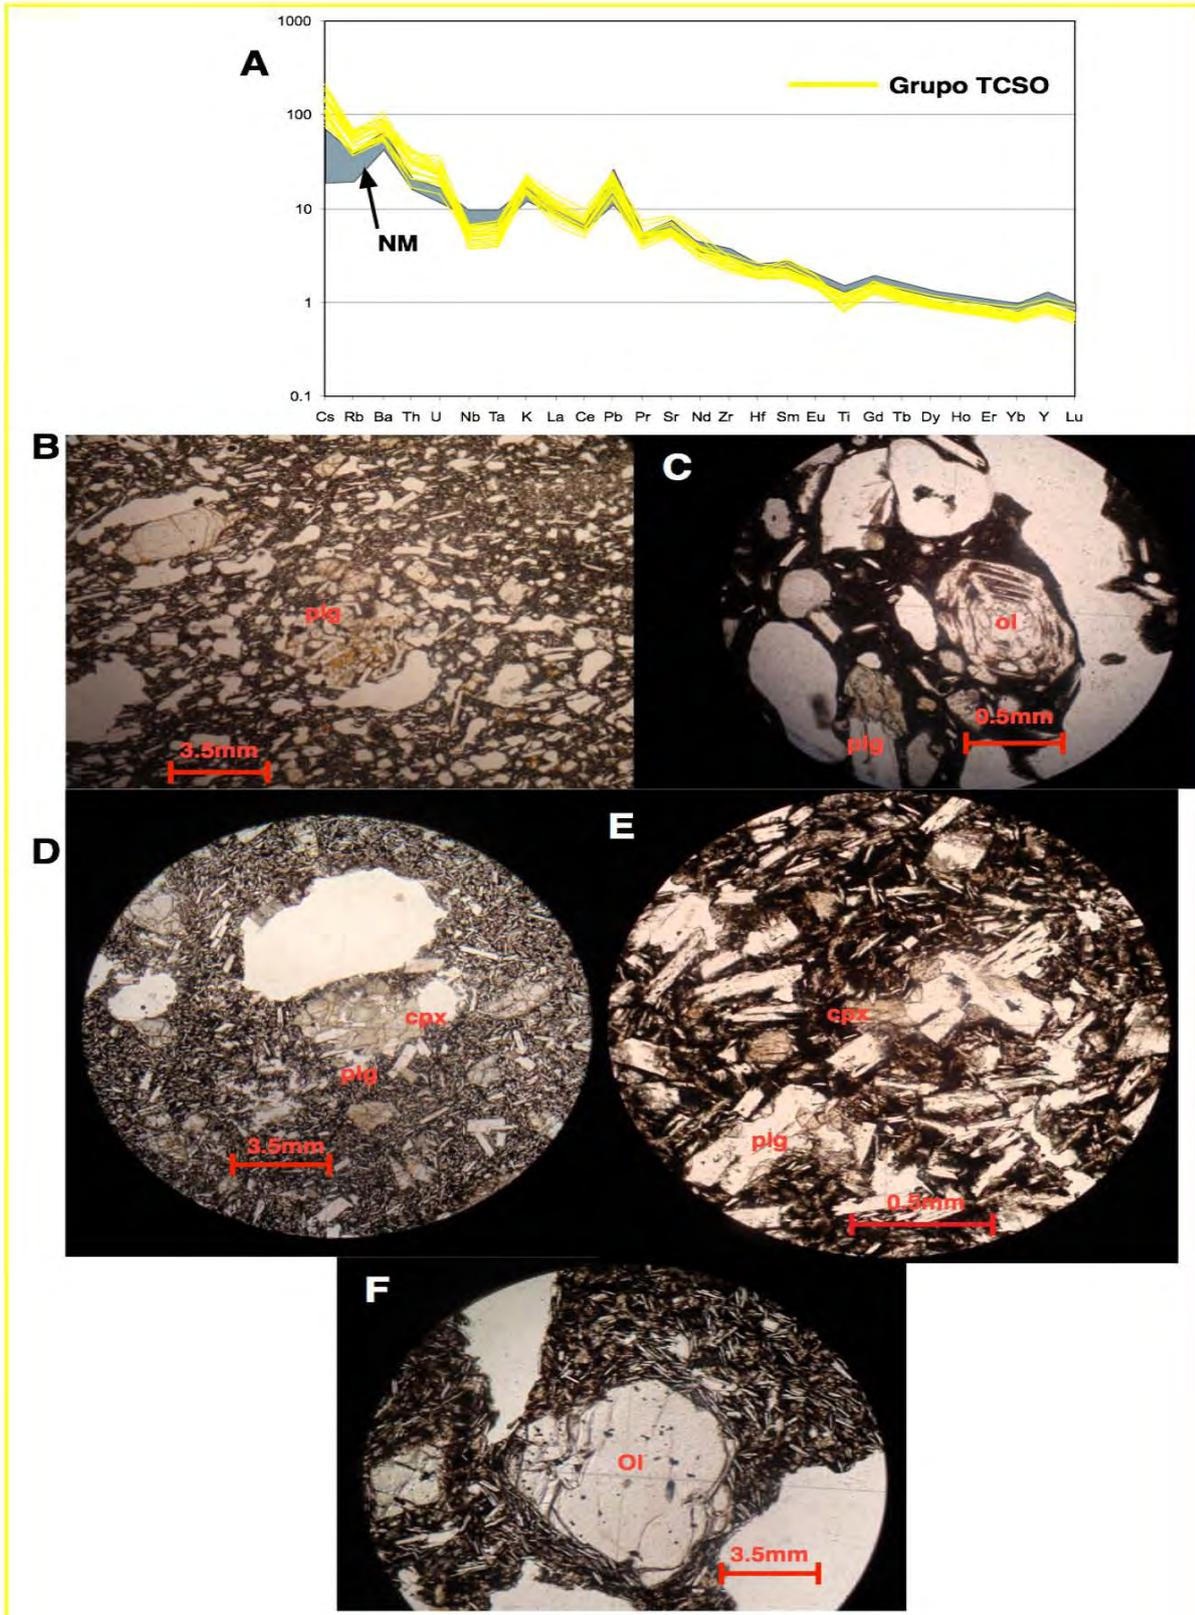 1000
A
Grupo TCSO
100
10
NM
1
0.1
Cs Rb Ba Th U Nb Ta K La Ce Pb Pr Sr Nd Zr Hf Sm Eu Ti Gd Tb Dy Ho Er Yb Y Lu
B
plg
3.5mm
C
ol
0.5mm
plg
D
cpx
plg
3.5mm
E
cpx
plg
0.5mm
F
Ol
3.5mm